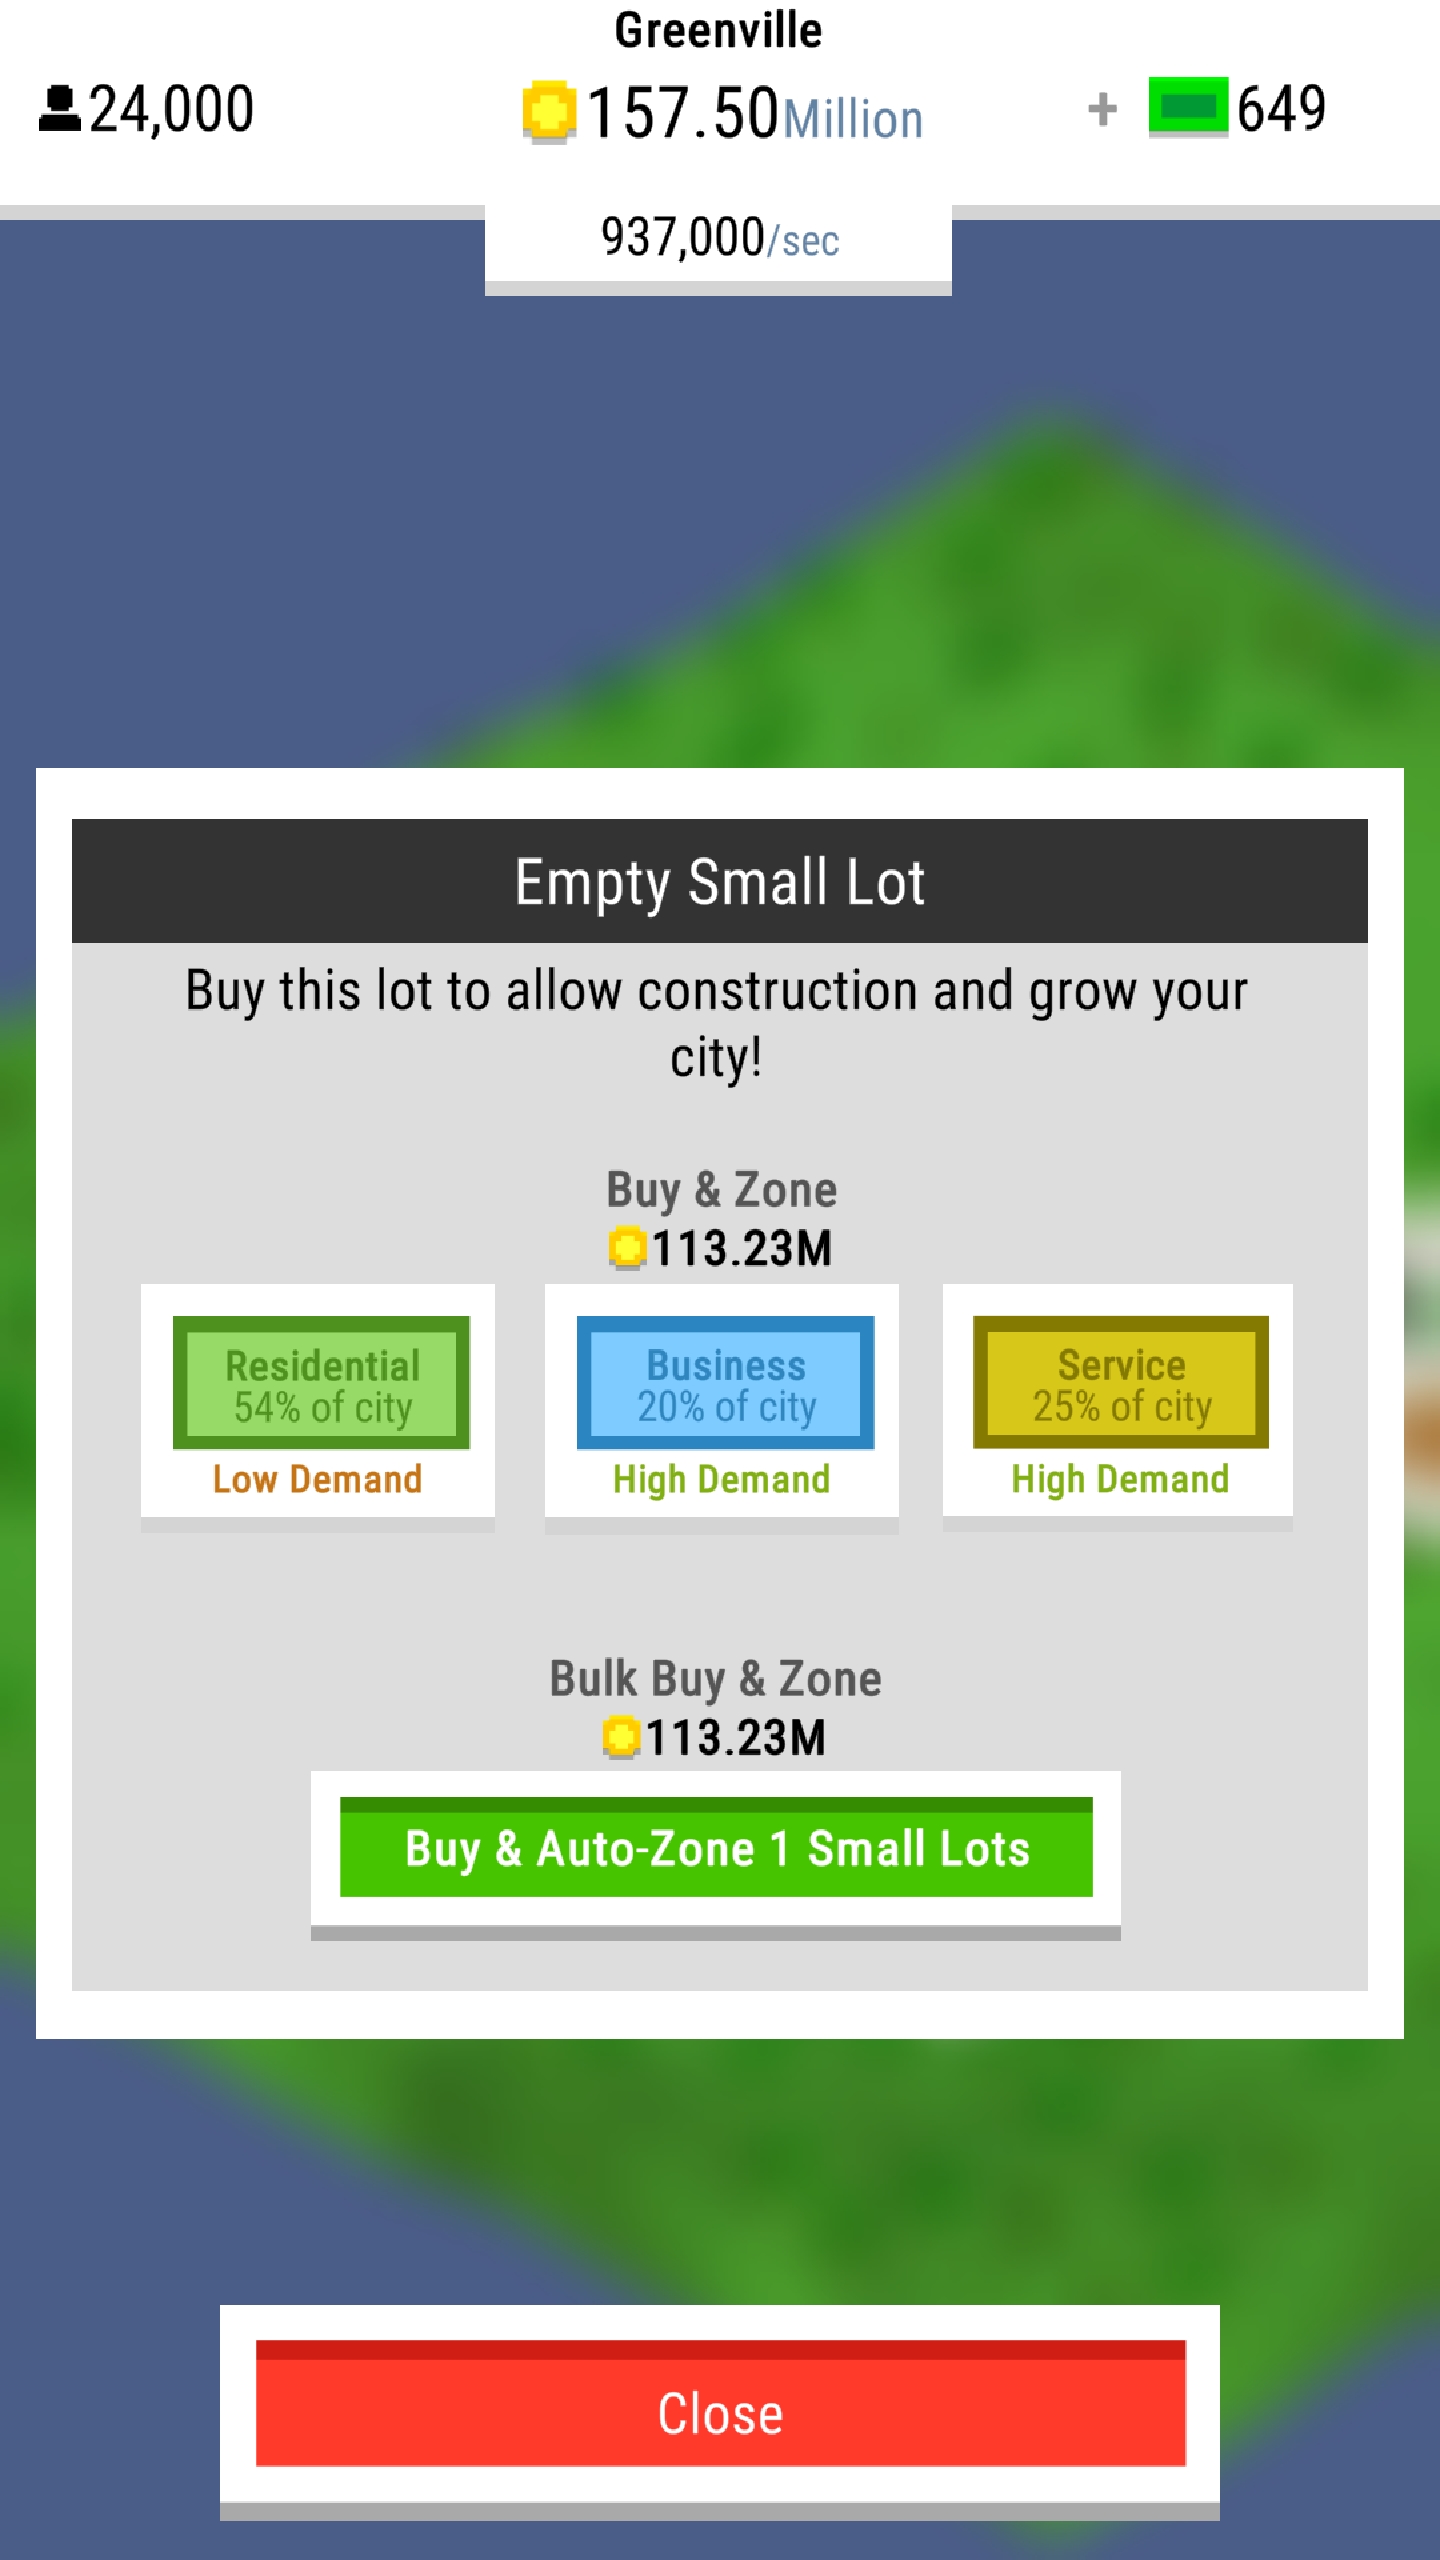 Greenville
24,000
157.50Million
+ 649
937,000/sec
Empty Small Lot
Buy this lot to allow construction and grow your
city!
Buy & Zone
113.23M
Residential
54% of city
Low Demand
Business
20% of city
High Demand
Service
25% of city
High Demand
Bulk Buy & Zone
113.23M
Buy & Auto-Zone 1 Small Lots
Close